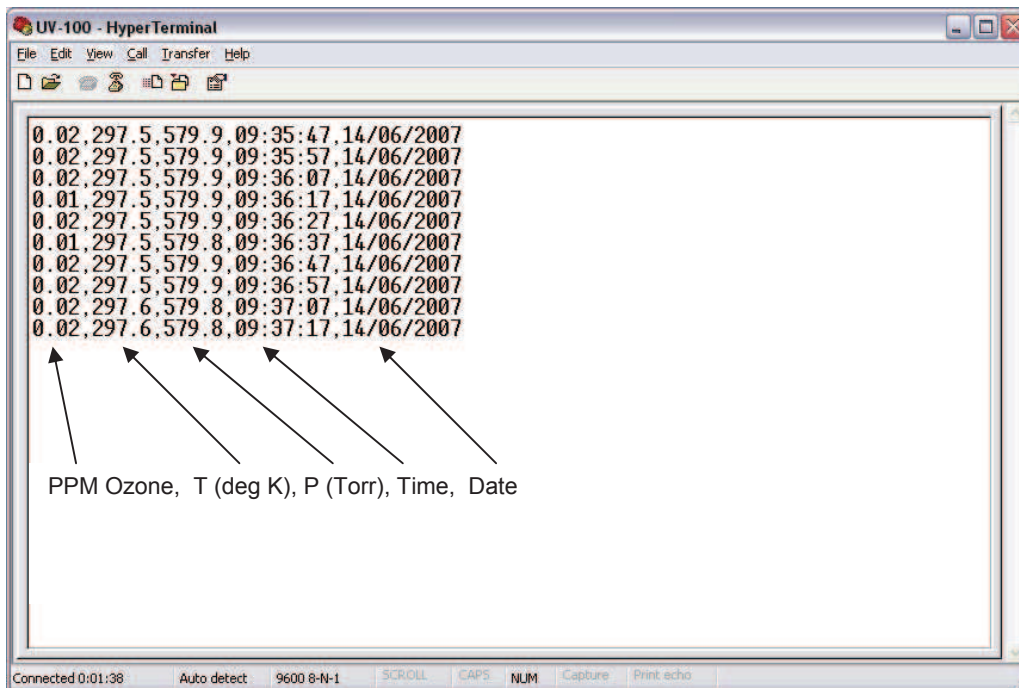 UV-100 - HyperTerminal
File Edit View Call Transfer Help
0.02,297.5,579.9,09:35:47,14/06/2007
0.02,297.5,579.9,09:35:57,14/06/2007
0.02,297.5,579.9,09:36:07,14/06/2007
0.01,297.5,579.9,09:36:17,14/06/2007
0.02,297.5,579.9,09:36:27,14/06/2007
0.01,297.5,579.8,09:36:37,14/06/2007
0.02,297.5,579.9,09:36:47,14/06/2007
0.02,297.5,579.9,09:36:57,14/06/2007
0.02,297.6,579.8,09:37:07,14/06/2007
0.02,297.6,579.8,09:37:17,14/06/2007
PPM Ozone, T (deg K), P (Torr), Time, Date
Connected 0:01:38 Auto detect 9600 8-N-1 SCROLL CAPS NUM Capture Print echo